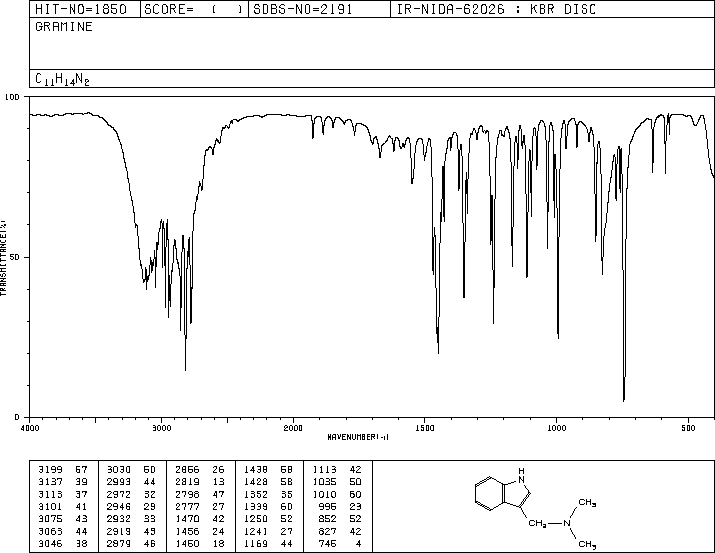 HIT-NO=1850 SCORE= ( ) SDBS-NO=2191 IR-NIDA-62026 : KBR DISC
GRAMINE
C11H14N2
100
50
0
TRANSMITTANCE(%)
4000 3000 2000 1500 1000 500
WAVENUMBER(-1)
3199 67 3030 60 2866 26 1438 68 1113 42
3137 39 2993 44 2819 13 1428 58 1035 50
3113 37 2972 32 2798 47 1352 35 1010 60
3101 41 2946 29 2777 27 1339 60 996 23
3075 43 2932 33 1470 42 1250 52 852 52
3063 44 2919 49 1456 24 1241 27 827 42
3046 38 2879 46 1450 18 1169 44 745 4
H
N
CH3
CH2 N
CH3